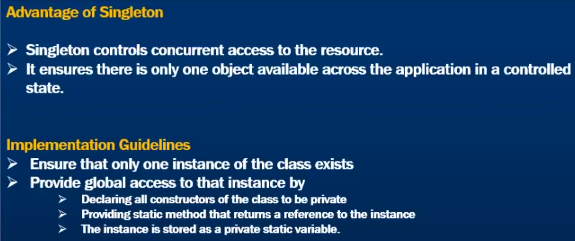 Advantage of Singleton
➤ Singleton controls concurrent access to the resource.
➤ It ensures there is only one object available across the application in a controlled
state.
Implementation Guidelines
➤ Ensure that only one instance of the class exists
➤ Provide global access to that instance by
➤ Declaring all constructors of the class to be private
➤ Providing static method that returns a reference to the instance
➤ The instance is stored as a private static variable.